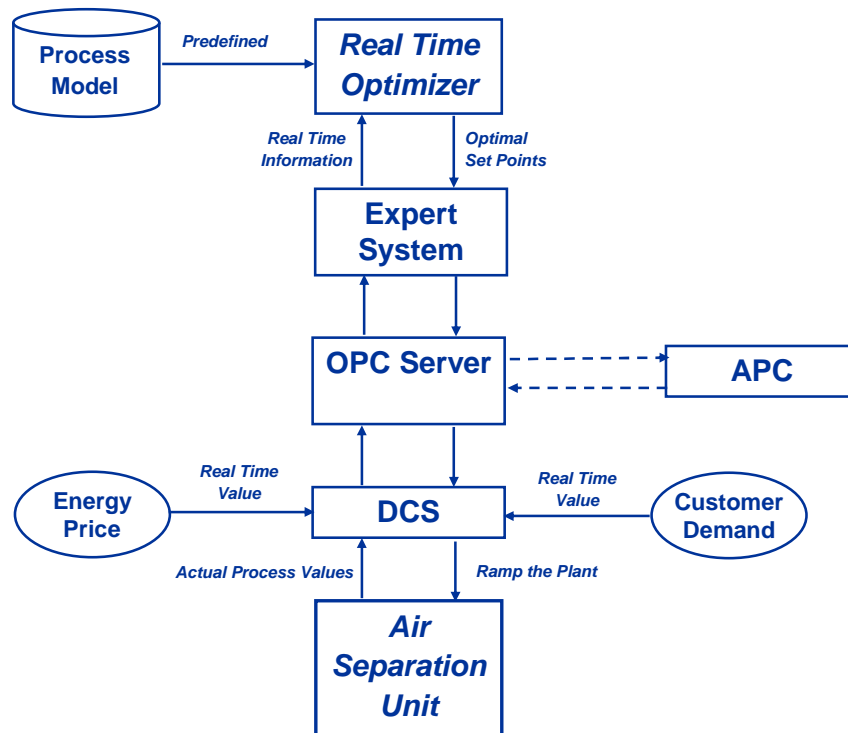 Process
Model
Predefined
Real Time
Optimizer
Real Time
Information
Optimal
Set Points
Expert
System
OPC Server
APC
Energy
Price
Real Time
Value
DCS
Real Time
Value
Customer
Demand
Actual Process Values
Ramp the Plant
Air
Separation
Unit